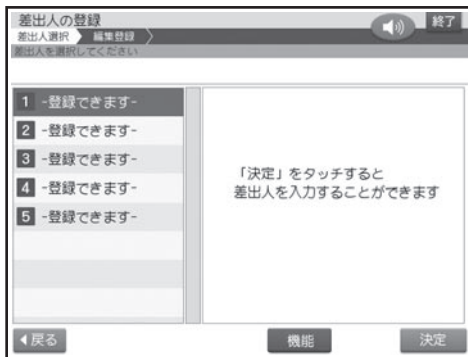 差出人の登録
終了
差出人選択 編集登録
差出人を選択してください
1 -登録できます-
2 -登録できます-
3 -登録できます-
4 -登録できます-
5 -登録できます-
「決定」をタッチすると
差出人を入力することができます
戻る
機能
決定